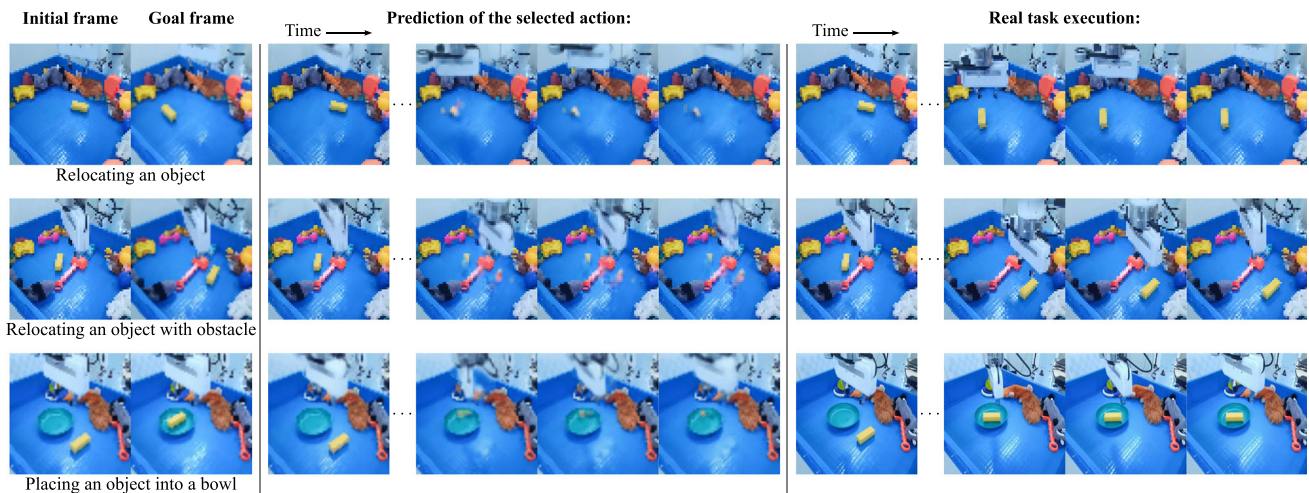 Initial frame
Goal frame
Prediction of the selected action:
Real task execution:
Time
Time
. . .
. . .
Relocating an object
. . .
. . .
Relocating an object with obstacle
. . .
. . .
Placing an object into a bowl